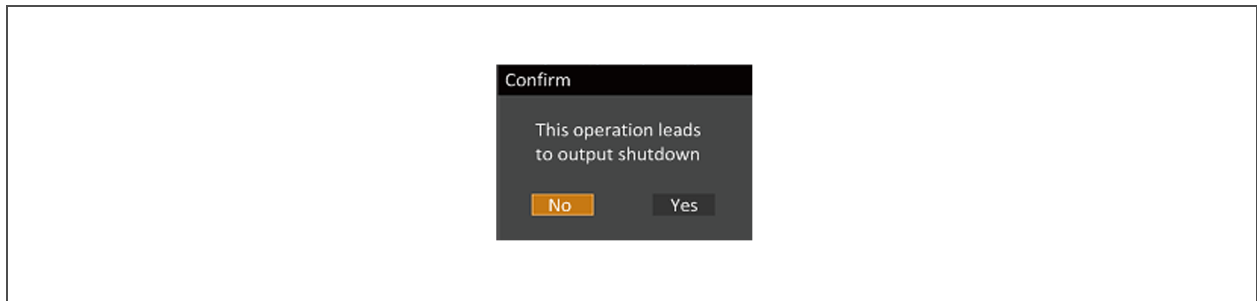 Confirm
This operation leads
to output shutdown
No Yes